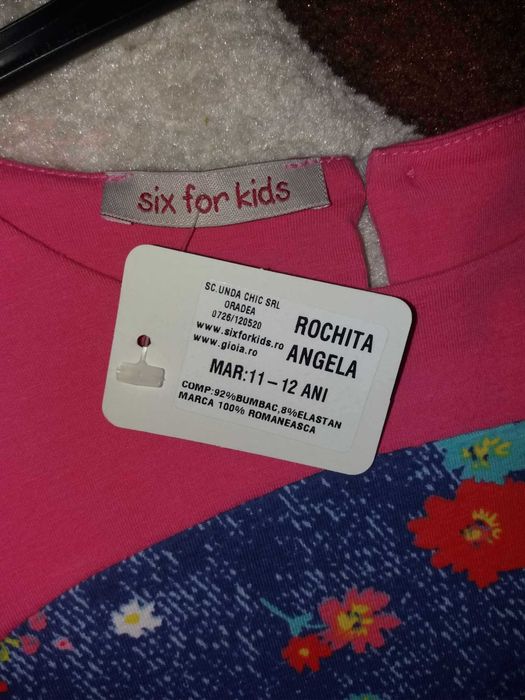 six for kids
SC.UNDA CHIC SRL
ORADEA
0726/120520
www.sixforkids.ro
www.gioia.ro
ROCHITA
ANGELA
MAR:11-12 ANI
COMP:92%BUMBAC,8%ELASTAN
MARCA 100% ROMANEASCA